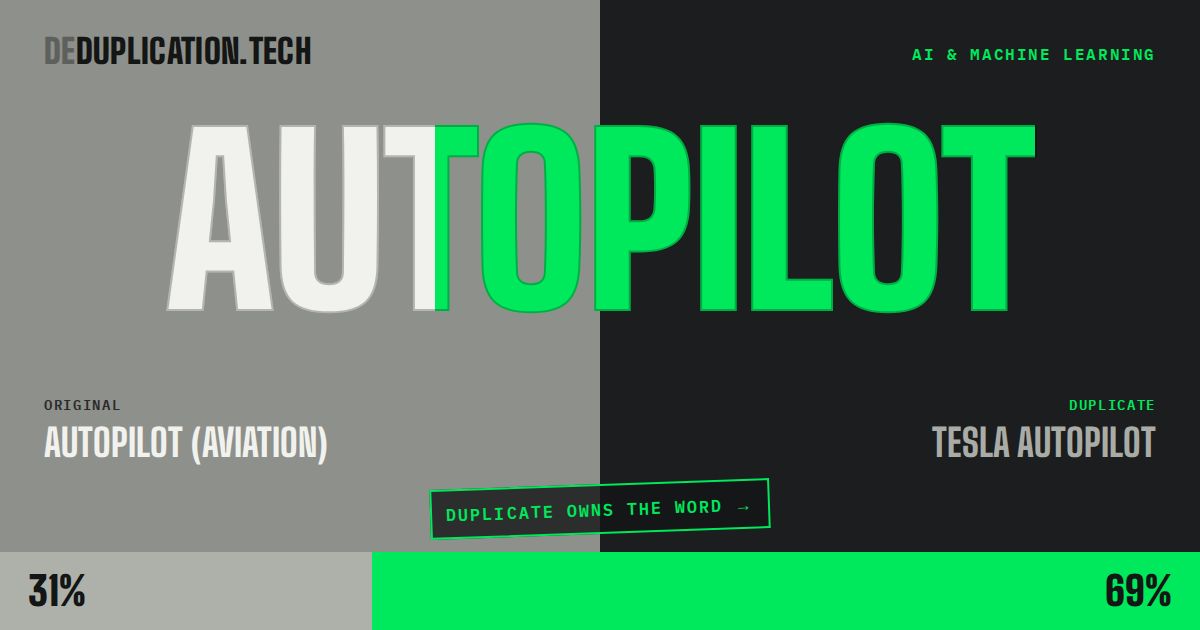 DEDUPLICATION.TECH
AI & MACHINE LEARNING
AUTOPILOT
ORIGINAL
AUTOPILOT (AVIATION)
DUPLICATE
TESLA AUTOPILOT
DUPLICATE OWNS THE WORD →
31%
69%